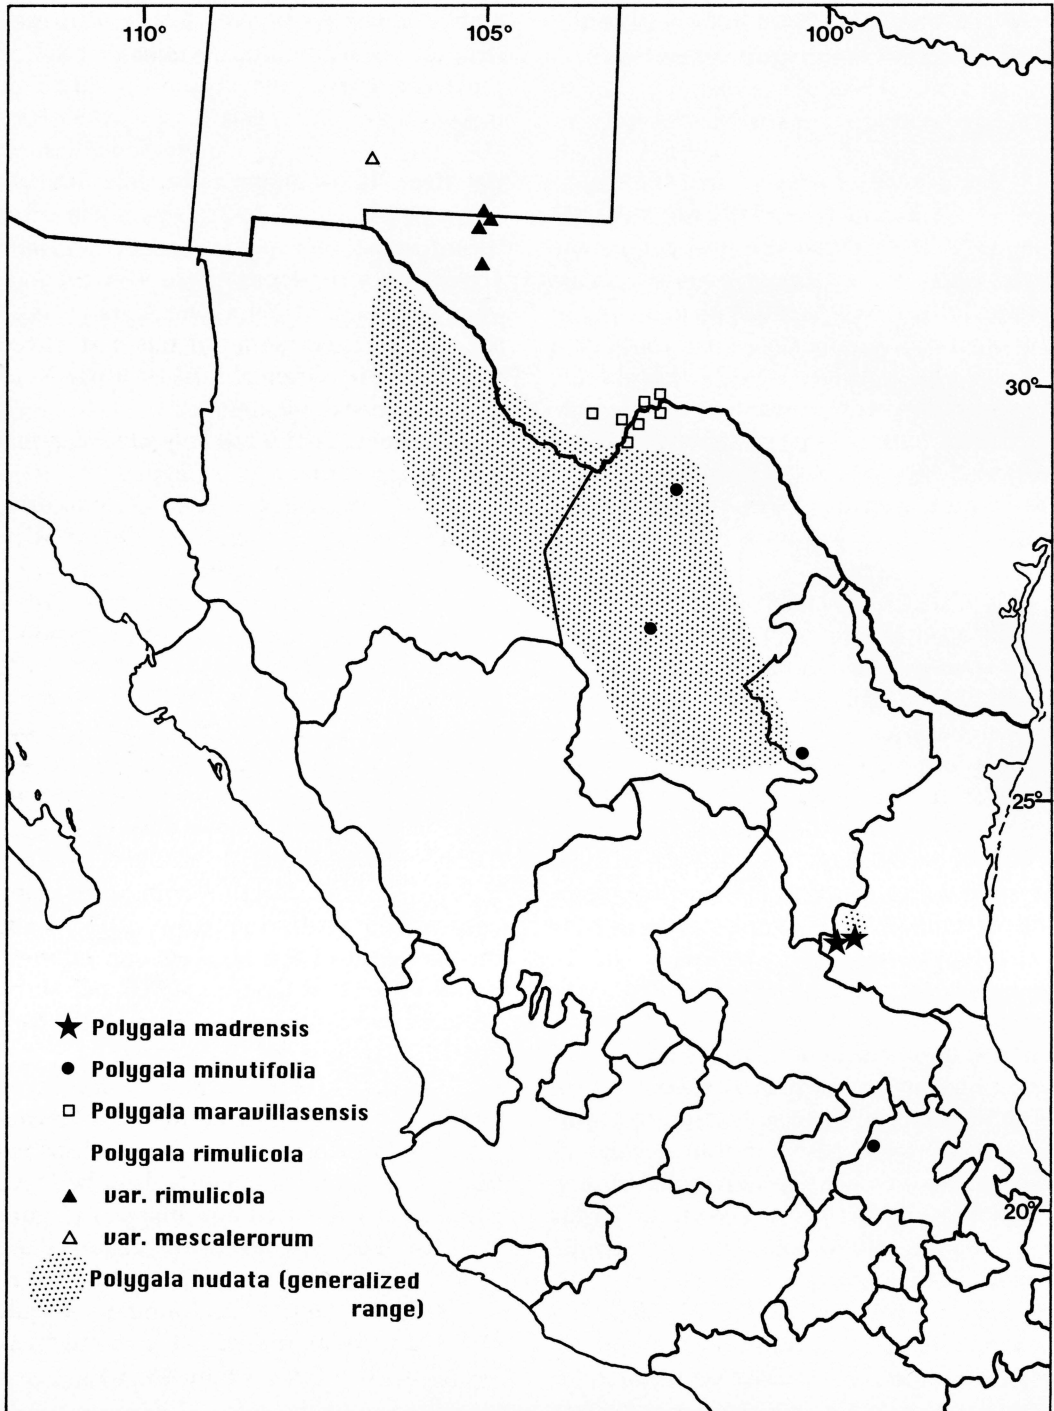 110° 105° 100°
30°
25°
20°
Polygala madrensis
Polygala minutifolia
Polygala maravillasensis
Polygala rimulicola
var. rimulicola
var. mescalerorum
Polygala nudata (generalized
range)